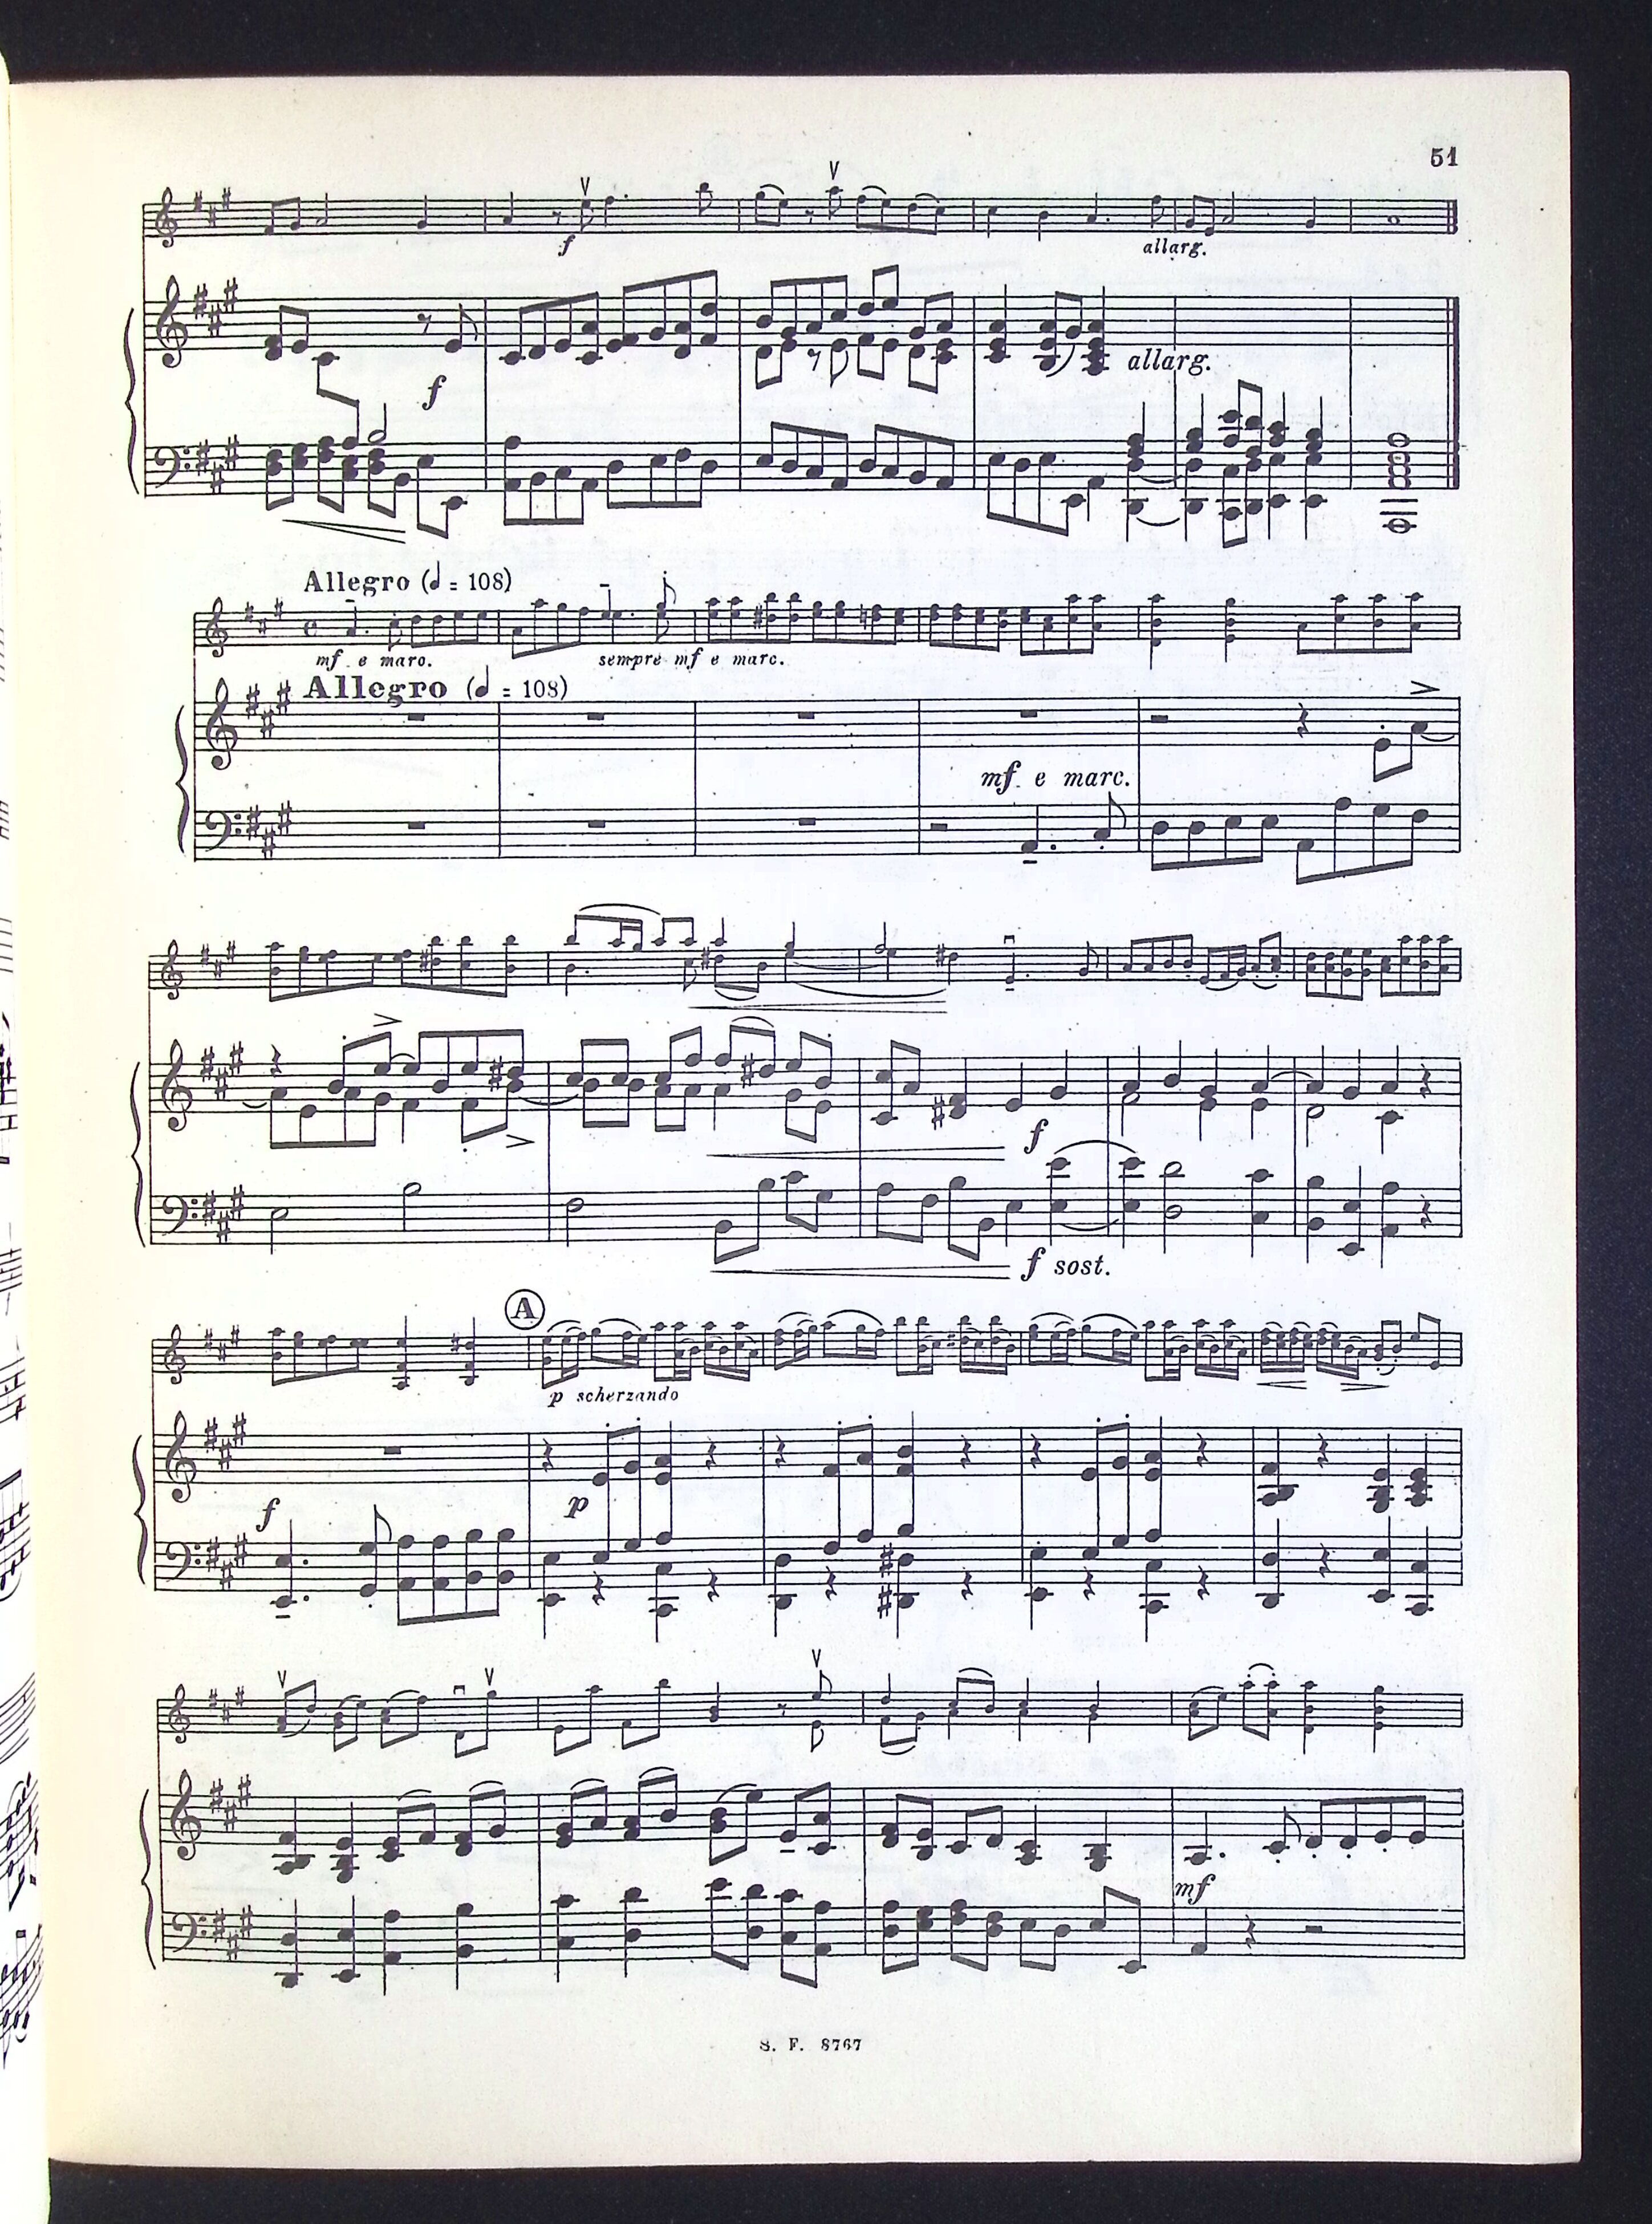 51
V
V
f
allarg.
f
allarg.
Allegro (𝅗𝅥 = 108)
mf e maro.
sempre mf e marc.
Allegro (𝅗𝅥 = 108)
mf e marc.
f
f sost.
A
p scherzando
f
p
V
V
V
mf
S. F. 8767